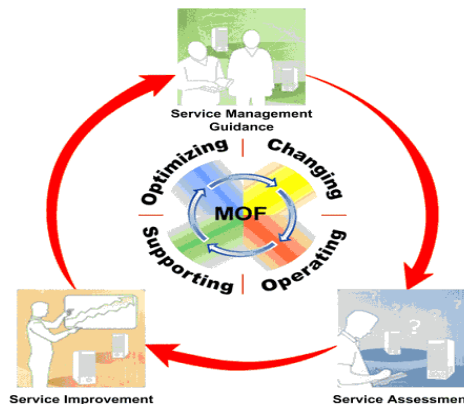 Service Management
Guidance
Optimizing
Changing
MOF
Supporting
Operating
?
?
Service Improvement
Service Assessment